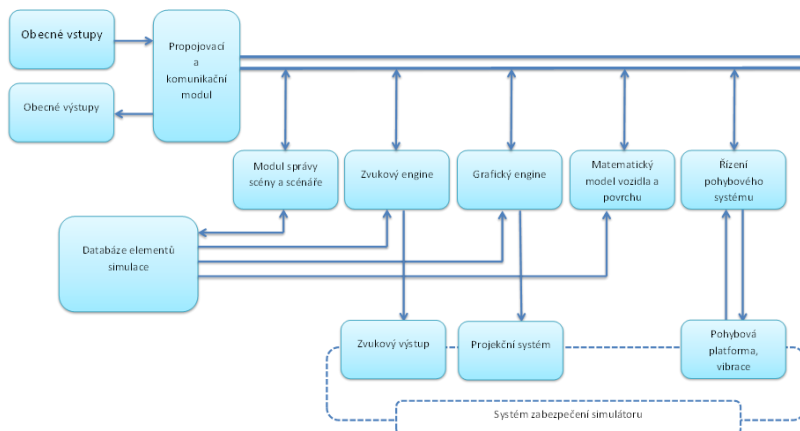 Obecné vstupy
Propojovací
a
komunikační
modul
Obecné výstupy
Modul správy
scény a scénáře
Zvukový engine
Grafický engine
Matematický
model vozidla a
povrchu
Řízení
pohybového
systému
Databáze elementů
simulace
Zvukový výstup
Projekční systém
Pohybová
platforma,
vibrace
Systém zabezpečení simulátoru